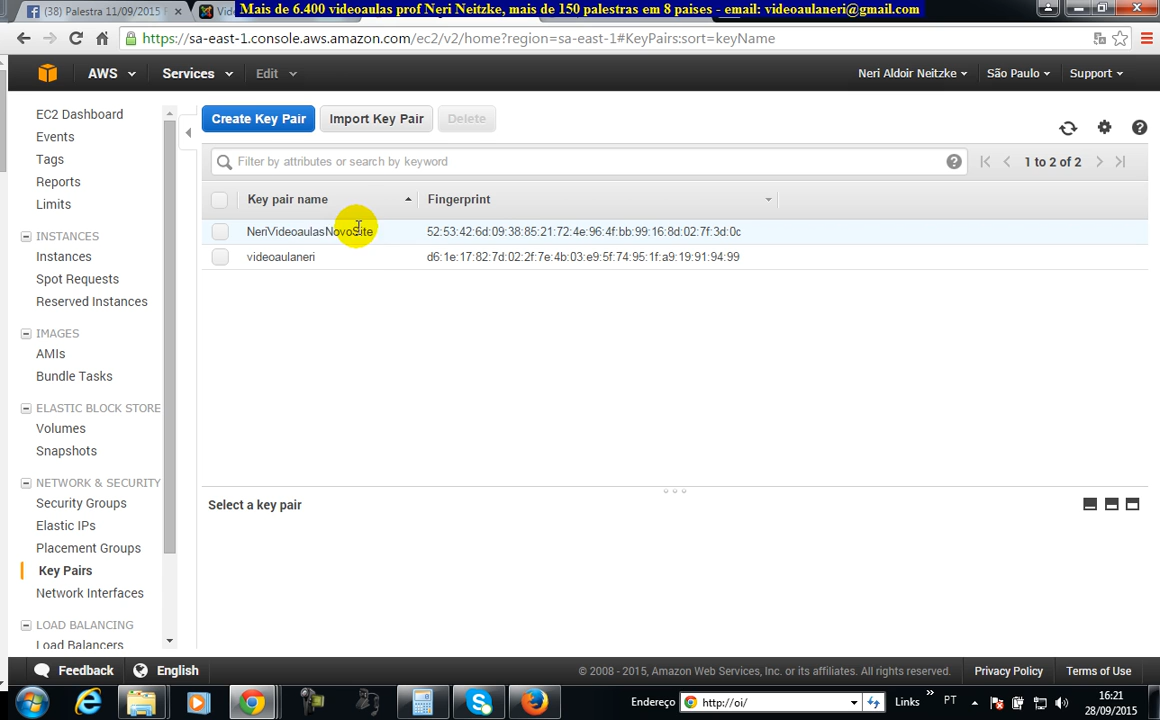 (38) Palestra 11/09/2015
Mais de 6.400 videoaulas prof Neri Neitzke, mais de 150 palestras em 8 paises - email: videoaulaneri@gmail.com
https://sa-east-1.console.aws.amazon.com/ec2/v2/home?region=sa-east-1#KeyPairs:sort=keyName
AWS Services Edit Neri Aldoir Neitzke São Paulo Support
EC2 Dashboard
Events
Tags
Reports
Limits
INSTANCES
Instances
Spot Requests
Reserved Instances
IMAGES
AMIs
Bundle Tasks
ELASTIC BLOCK STORE
Volumes
Snapshots
NETWORK & SECURITY
Security Groups
Elastic IPs
Placement Groups
Key Pairs
Network Interfaces
LOAD BALANCING
Load Balancers
Create Key Pair Import Key Pair Delete
Filter by attributes or search by keyword
1 to 2 of 2
Key pair name Fingerprint
NeriVideoaulasNovoSite 52:53:42:6d:09:38:85:21:72:4e:96:4f:bb:99:16:8d:02:7f:3d:0c
videoaulaneri d6:1e:17:82:7d:02:2f:7e:4b:03:e9:5f:74:95:1f:a9:19:91:94:99
Select a key pair
Feedback English © 2008 - 2015, Amazon Web Services, Inc. or its affiliates. All rights reserved. Privacy Policy Terms of Use
Endereço http://oi/ Links » PT 16:21
28/09/2015